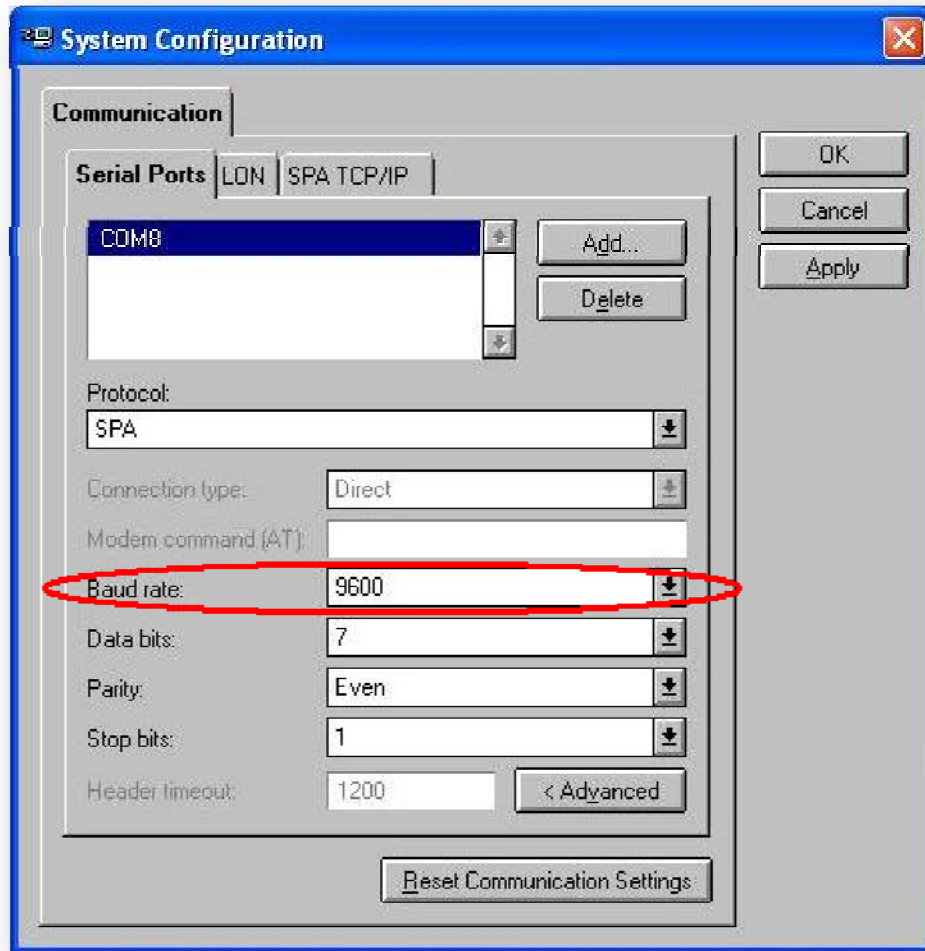 System Configuration
Communication
Serial Ports LON SPA TCP/IP
OK
Cancel
Apply
COM8
Add...
Delete
Protocol:
SPA
Connection type: Direct
Modem command (AT):
Baud rate: 9600
Data bits: 7
Parity: Even
Stop bits: 1
Header timeout: 1200 < Advanced
Reset Communication Settings